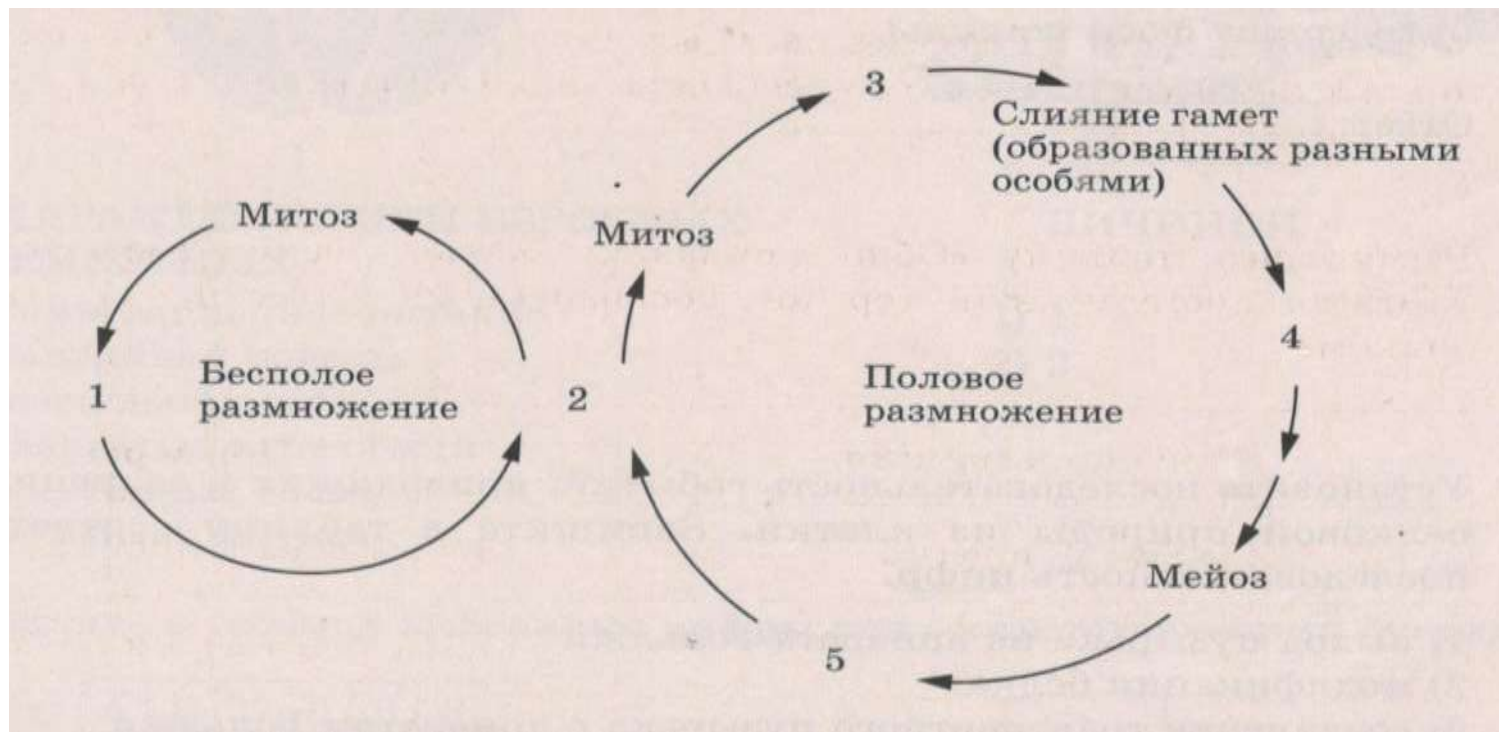 3
Слияние гамет
(образованных разными
особями)
Митоз
Митоз
4
1
Бесполое
размножение
2
Половое
размножение
Мейоз
5